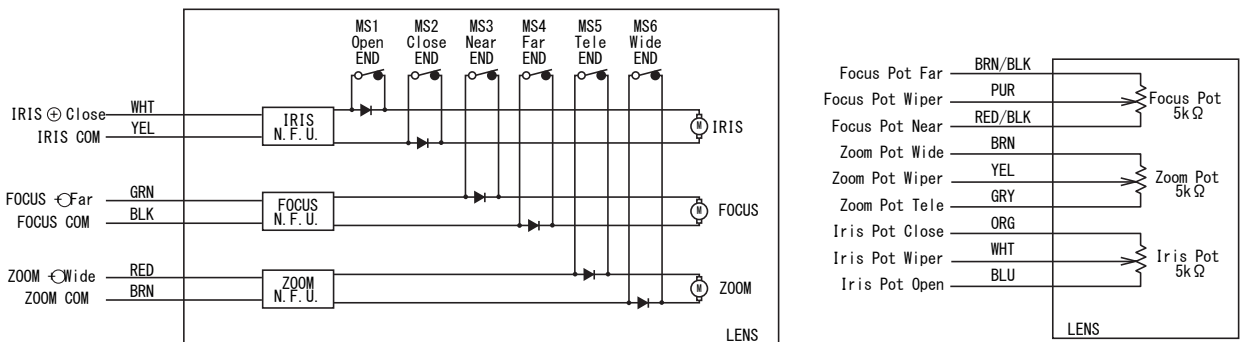 MS1 MS2 MS3 MS4 MS5 MS6
Open Close Near Far Tele Wide
END END END END END END
IRIS ⊕ Close WHT
IRIS COM YEL
IRIS
N.F.U.
M IRIS
FOCUS ⊕Far GRN
FOCUS COM BLK
FOCUS
N.F.U.
M FOCUS
ZOOM ⊕Wide RED
ZOOM COM BRN
ZOOM
N.F.U.
M ZOOM
LENS
Focus Pot Far BRN/BLK
Focus Pot Wiper PUR
Focus Pot Near RED/BLK
Focus Pot
5kΩ
Zoom Pot Wide BRN
Zoom Pot Wiper YEL
Zoom Pot Tele GRY
Zoom Pot
5kΩ
Iris Pot Close ORG
Iris Pot Wiper WHT
Iris Pot Open BLU
Iris Pot
5kΩ
LENS